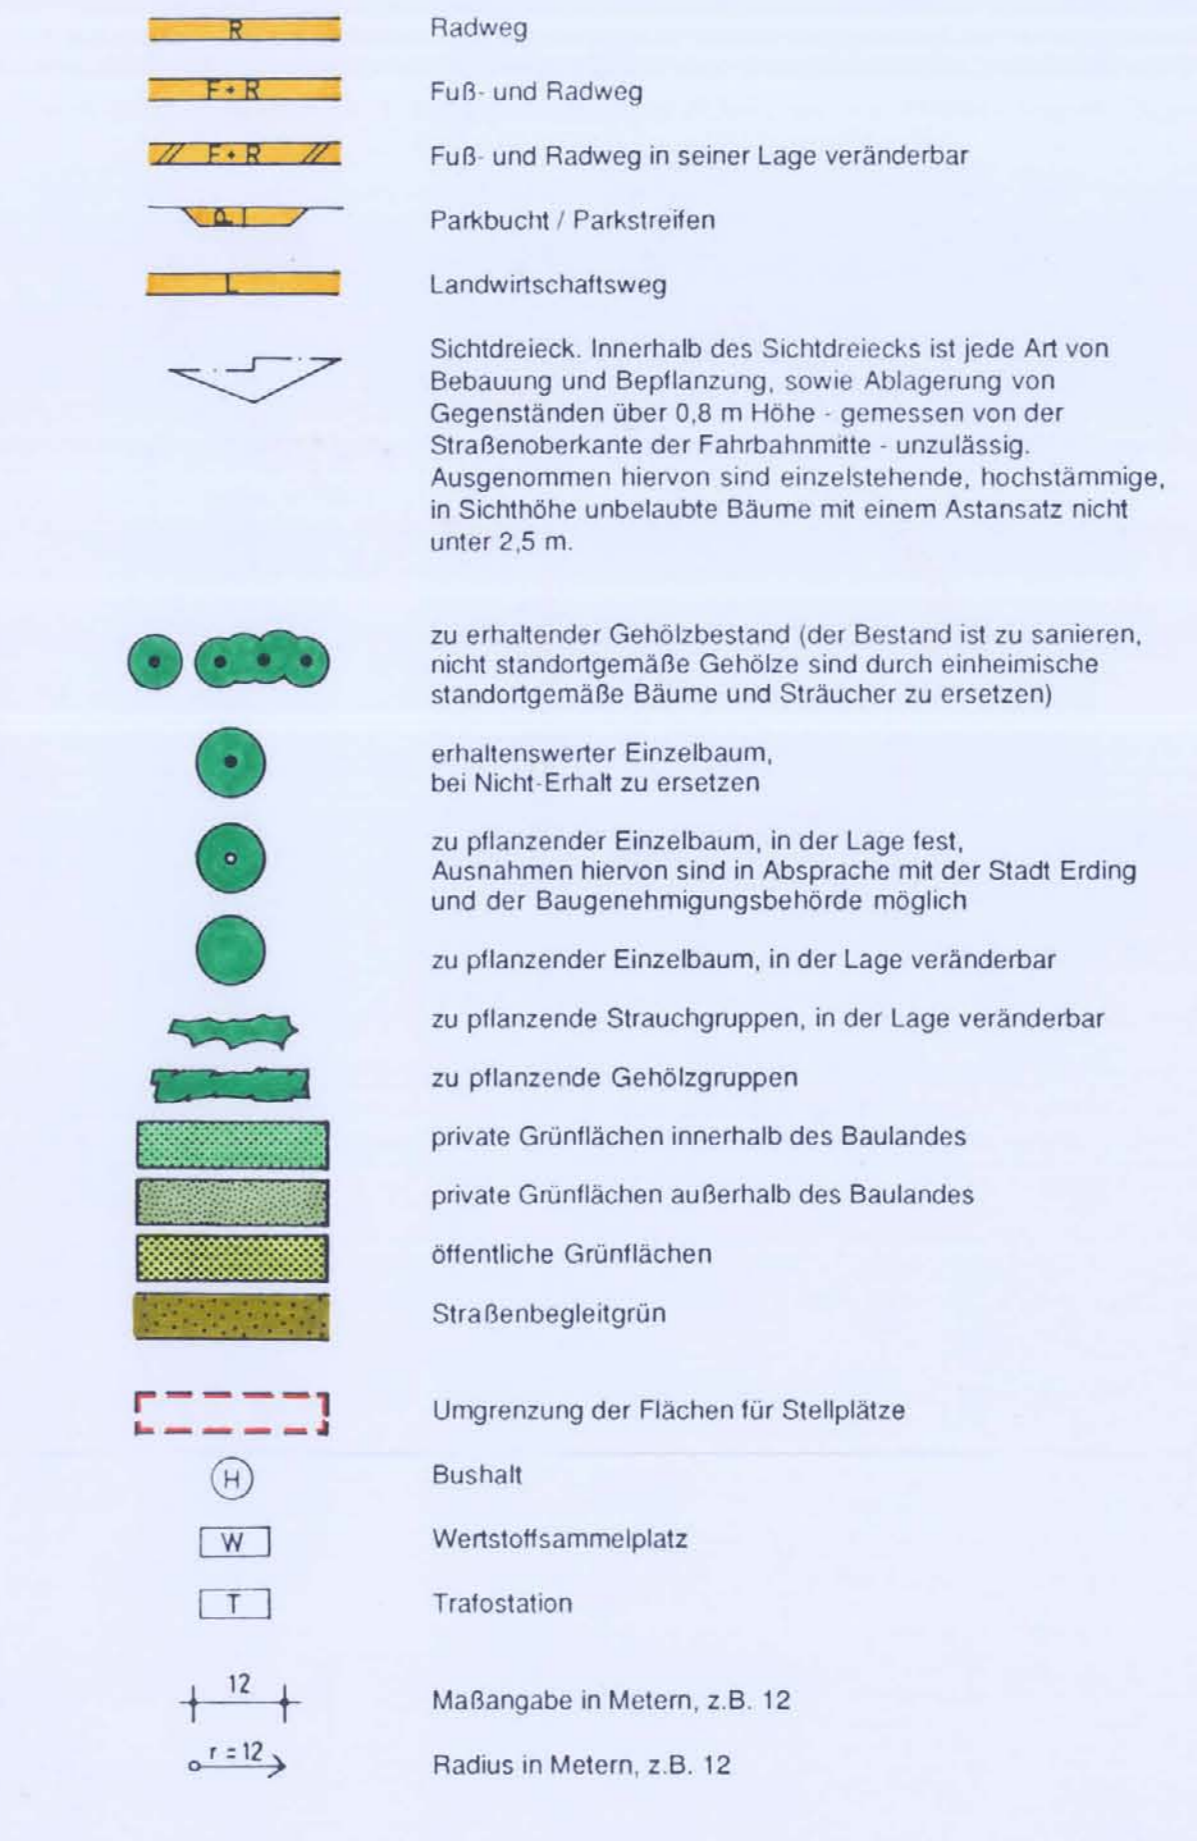 R Radweg
F+R Fuß- und Radweg
F+R Fuß- und Radweg in seiner Lage veränderbar
P Parkbucht / Parkstreifen
L Landwirtschaftsweg
Sichtdreieck. Innerhalb des Sichtdreiecks ist jede Art von
Bebauung und Bepflanzung, sowie Ablagerung von
Gegenständen über 0,8 m Höhe - gemessen von der
Straßenoberkante der Fahrbahnmitte - unzulässig.
Ausgenommen hiervon sind einzelstehende, hochstämmige,
in Sichthöhe unbelaubte Bäume mit einem Astansatz nicht
unter 2,5 m.
zu erhaltender Gehölzbestand (der Bestand ist zu sanieren,
nicht standortgemäße Gehölze sind durch einheimische
standortgemäße Bäume und Sträucher zu ersetzen)
erhaltenswerter Einzelbaum,
bei Nicht-Erhalt zu ersetzen
zu pflanzender Einzelbaum, in der Lage fest,
Ausnahmen hiervon sind in Absprache mit der Stadt Erding
und der Baugenehmigungsbehörde möglich
zu pflanzender Einzelbaum, in der Lage veränderbar
zu pflanzende Strauchgruppen, in der Lage veränderbar
zu pflanzende Gehölzgruppen
private Grünflächen innerhalb des Baulandes
private Grünflächen außerhalb des Baulandes
öffentliche Grünflächen
Straßenbegleitgrün
Umgrenzung der Flächen für Stellplätze
H Bushalt
W Wertstoffsammelplatz
T Trafostation
12 Maßangabe in Metern, z.B. 12
r = 12 Radius in Metern, z.B. 12